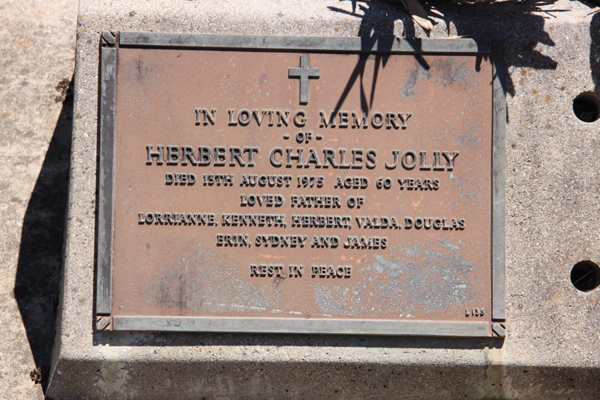 IN LOVING MEMORY
- OF -
HERBERT CHARLES JOLLY
DIED 13TH AUGUST 1975 AGED 60 YEARS
LOVED FATHER OF
LORRIANNE, KENNETH, HERBERT, VALDA, DOUGLAS
ERIN, SYDNEY AND JAMES
REST IN PEACE
L135